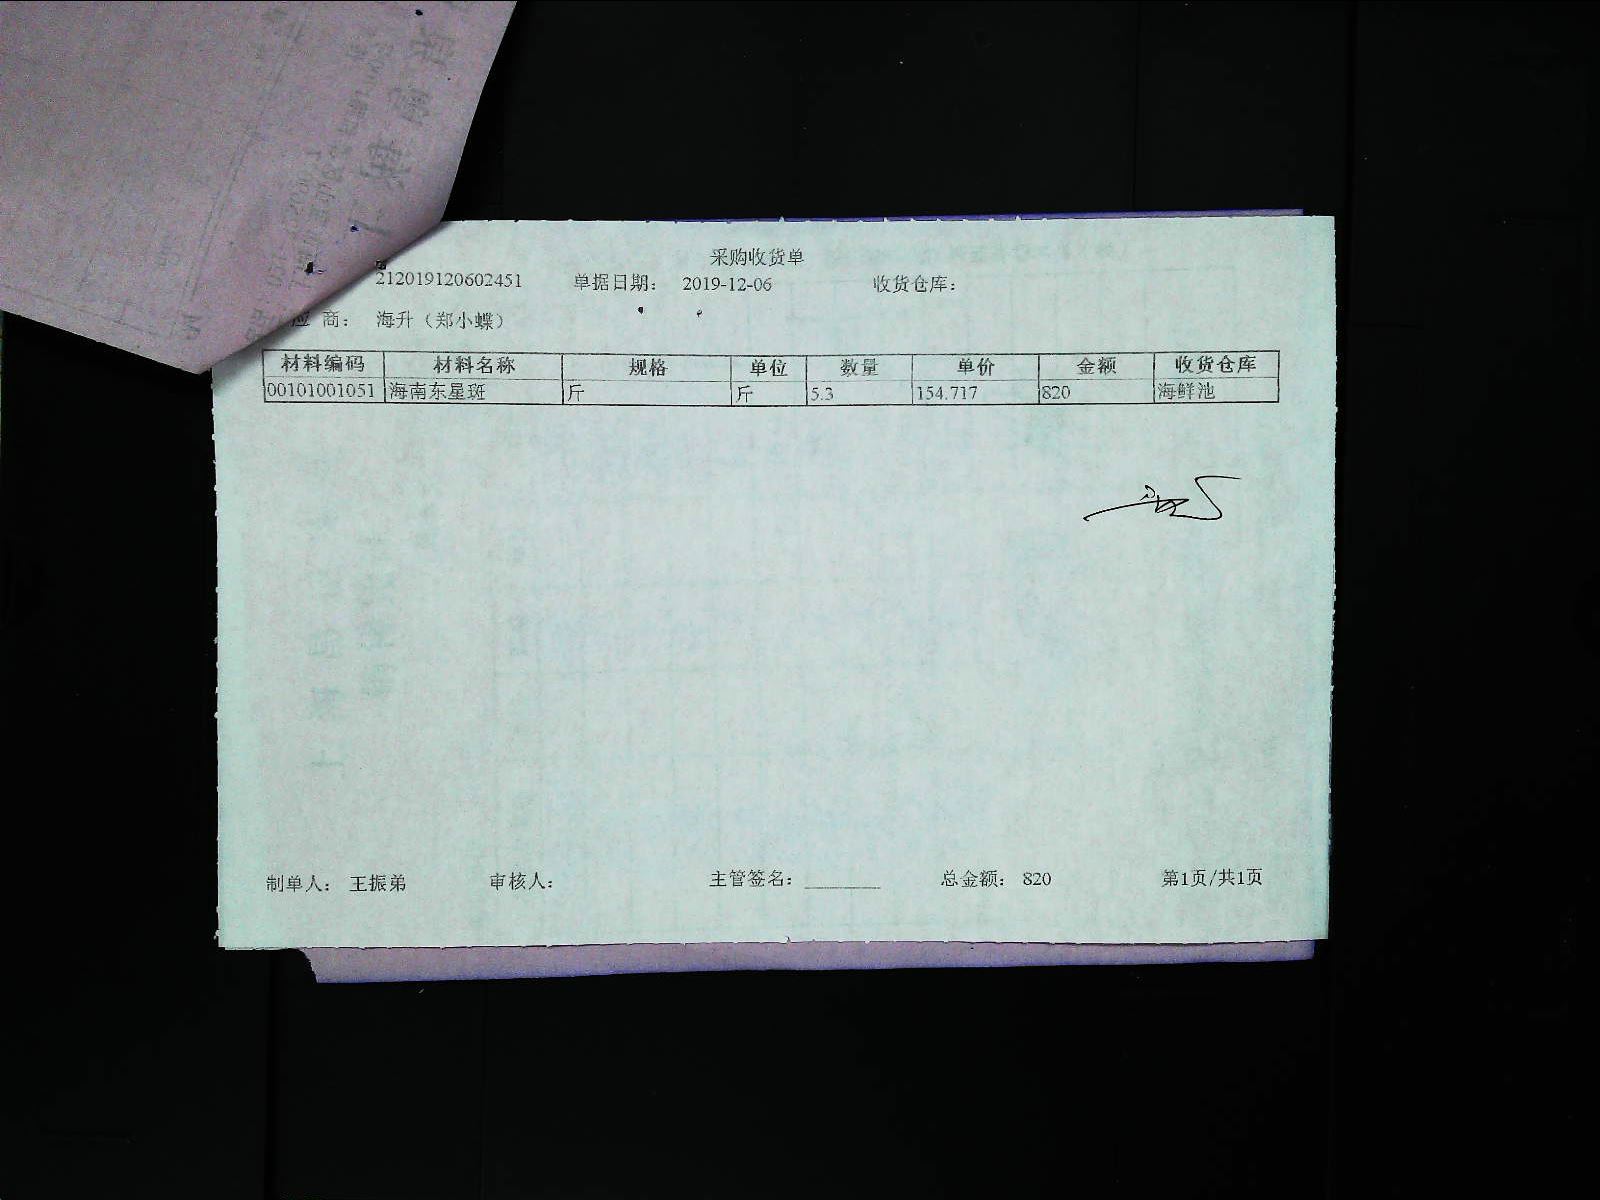 采购收货单
212019120602451 单据日期: 2019-12-06 收货仓库:
应 商: 海升（郑小蝶）
材料编码 材料名称 规格 单位 数量 单价 金额 收货仓库
00101001051 海南东星斑 斤 斤 5.3 154.717 820 海鲜池
制单人: 王振弟 审核人: 主管签名: 总金额: 820 第1页/共1页